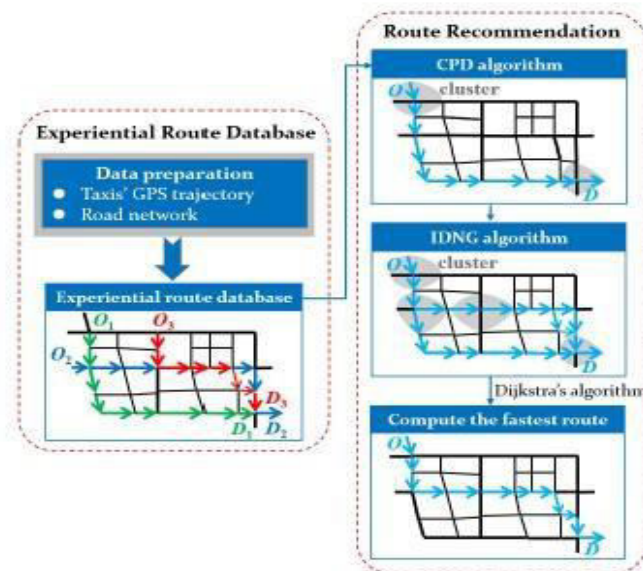 Experiential Route Database
Data preparation
● Taxis' GPS trajectory
● Road network
Experiential route database
O₁
O₃
O₂
D₃
D₁
D₂
Route Recommendation
CPD algorithm
O
cluster
D
IDNG algorithm
O
cluster
D
Dijkstra's algorithm
Compute the fastest route
O
D